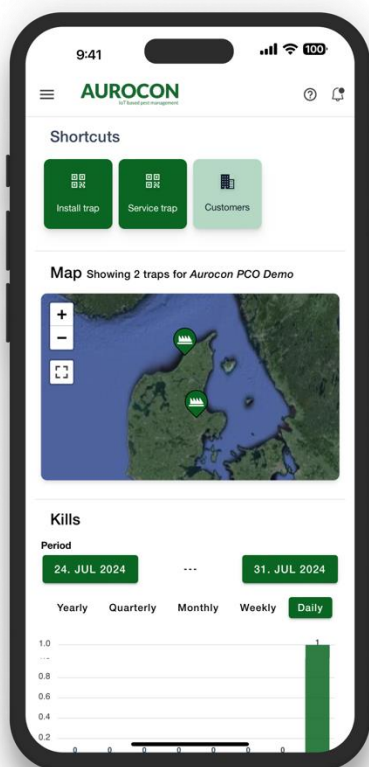 9:41
100
AUROCON
IoT based pest management
Shortcuts
Install trap
Service trap
Customers
Map Showing 2 traps for Aurocon PCO Demo
+
−
Kills
Period
24. JUL 2024 --- 31. JUL 2024
Yearly Quarterly Monthly Weekly Daily
1
1.0
0.8
0.6
0.4
0.2
0 0 0 0 0 0 0